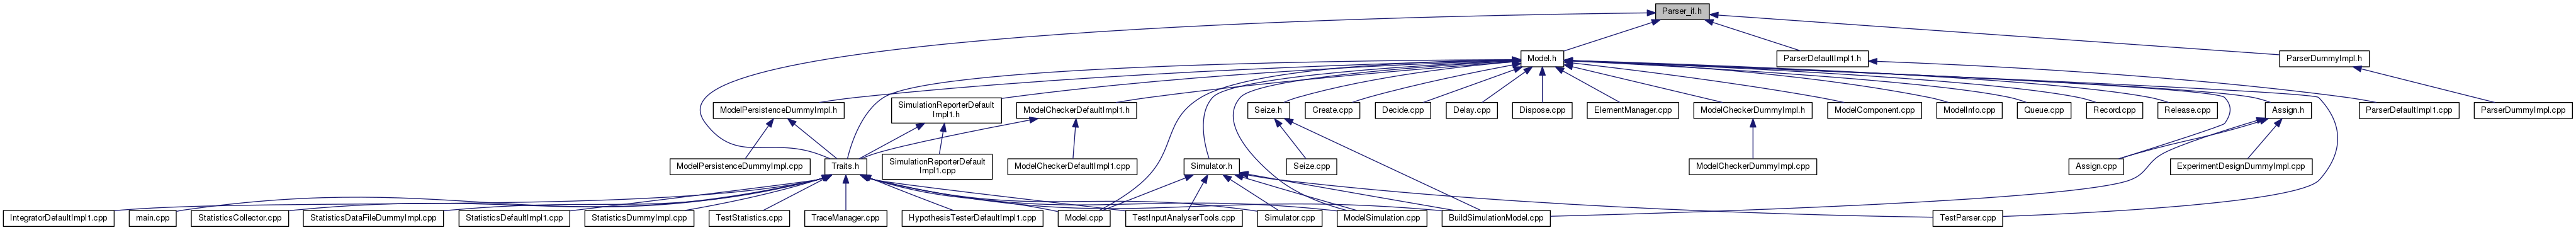 Parser_if.h
Model.h
ParserDefaultImpl1.h
ParserDummyImpl.h
ModelPersistenceDummyImpl.h
SimulationReporterDefault
Impl1.h
ModelCheckerDefaultImpl1.h
Seize.h
Create.cpp
Decide.cpp
Delay.cpp
Dispose.cpp
ElementManager.cpp
ModelCheckerDummyImpl.h
ModelComponent.cpp
ModelInfo.cpp
Queue.cpp
Record.cpp
Release.cpp
Assign.h
ParserDefaultImpl1.cpp
ParserDummyImpl.cpp
ModelPersistenceDummyImpl.cpp
Traits.h
SimulationReporterDefault
Impl1.cpp
ModelCheckerDefaultImpl1.cpp
Simulator.h
Seize.cpp
ModelCheckerDummyImpl.cpp
Assign.cpp
ExperimentDesignDummyImpl.cpp
IntegratorDefaultImpl1.cpp
main.cpp
StatisticsCollector.cpp
StatisticsDataFileDummyImpl.cpp
StatisticsDefaultImpl1.cpp
StatisticsDummyImpl.cpp
TestStatistics.cpp
TraceManager.cpp
HypothesisTesterDefaultImpl1.cpp
Model.cpp
TestInputAnalyserTools.cpp
Simulator.cpp
ModelSimulation.cpp
BuildSimulationModel.cpp
TestParser.cpp